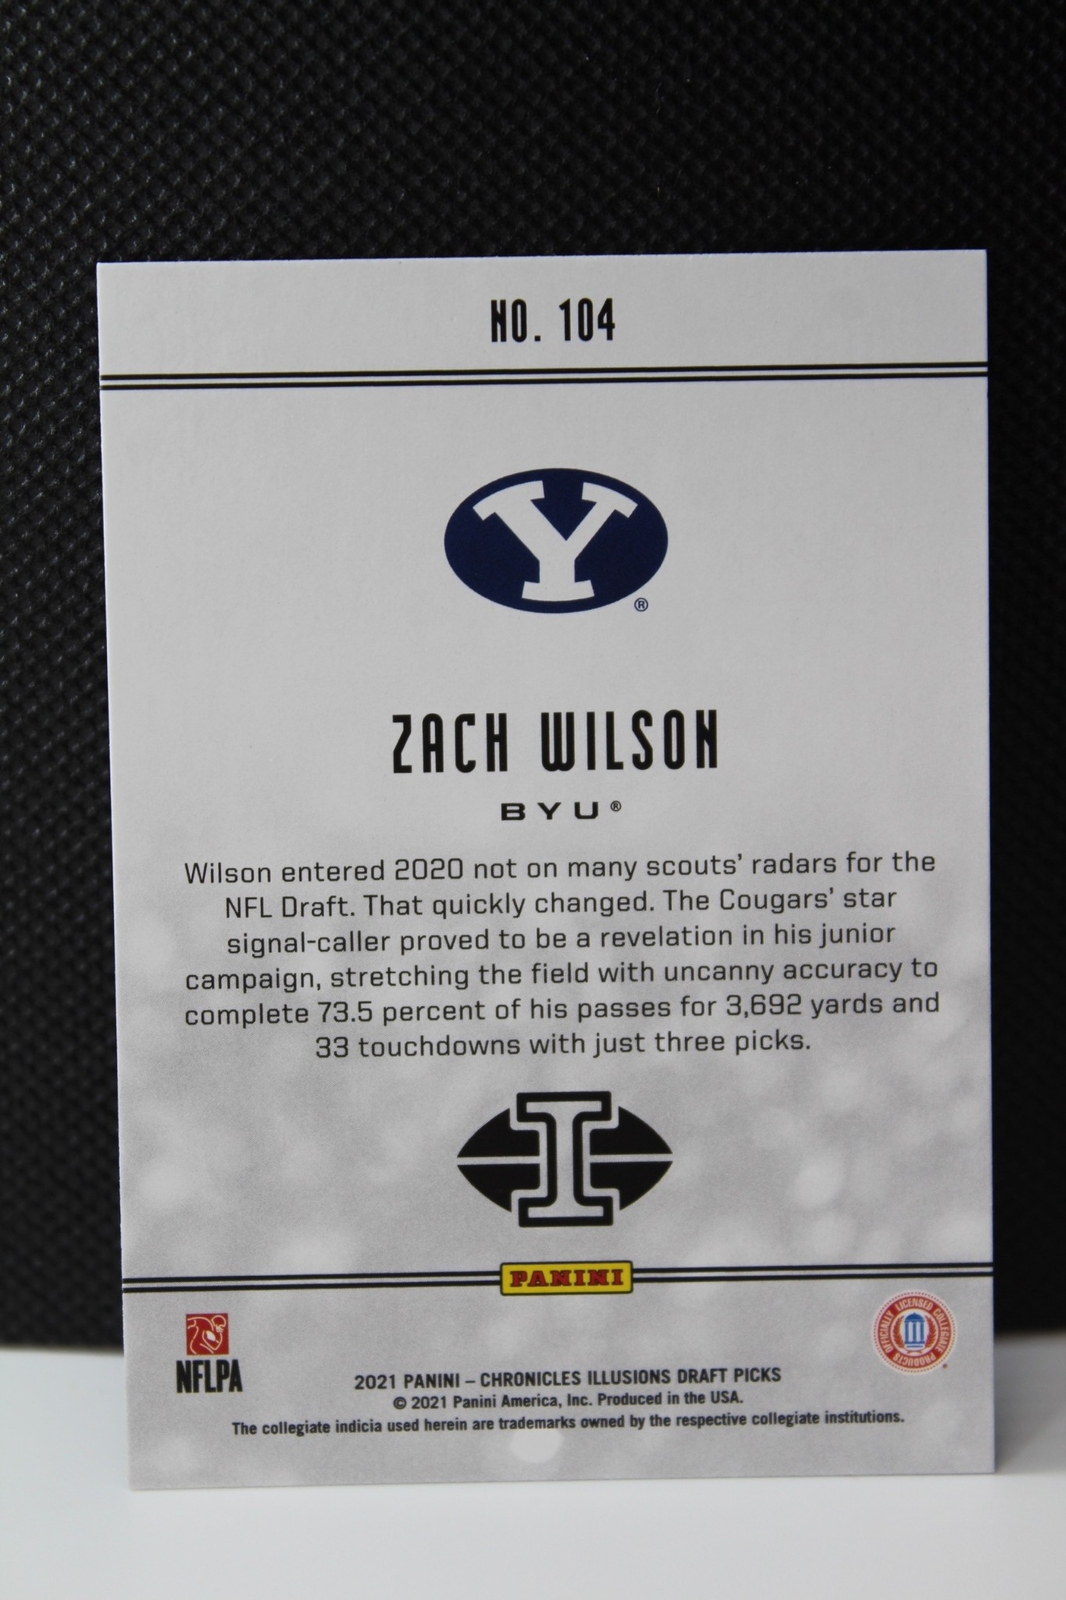 NO. 104
Y
®
ZACH WILSON
BYU®
Wilson entered 2020 not on many scouts' radars for the
NFL Draft. That quickly changed. The Cougars' star
signal-caller proved to be a revelation in his junior
campaign, stretching the field with uncanny accuracy to
complete 73.5 percent of his passes for 3,692 yards and
33 touchdowns with just three picks.
I
PANINI
NFLPA
OFFICIALLY LICENSED COLLEGIATE PRODUCTS
2021 PANINI – CHRONICLES ILLUSIONS DRAFT PICKS
© 2021 Panini America, Inc. Produced in the USA.
The collegiate indicia used herein are trademarks owned by the respective collegiate institutions.